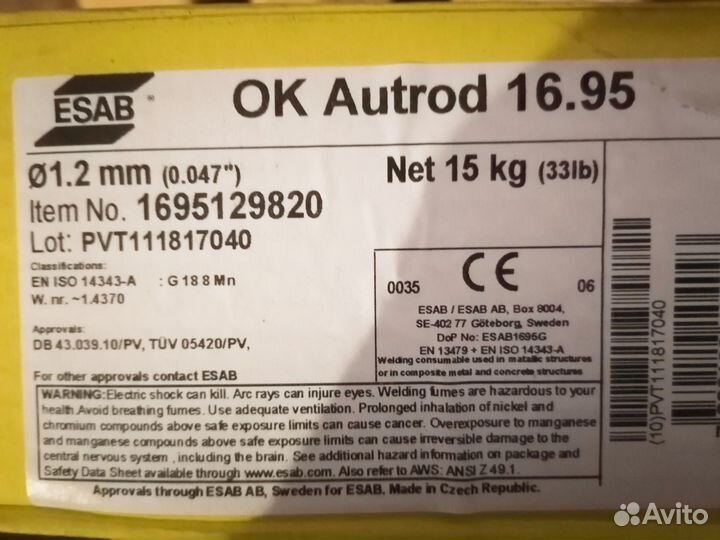 ESAB
OK Autrod 16.95
Ø1.2 mm (0.047")
Net 15 kg (33lb)
Item No. 1695129820
Lot: PVT111817040
Classifications:
EN ISO 14343-A : G 18 8 Mn
W. nr. ~1.4370
Approvals:
DB 43.039.10/PV, TÜV 05420/PV,
For other approvals contact ESAB
0035 CE 06
ESAB / ESAB AB, Box 8004,
SE-402 77 Göteborg, Sweden
DoP No: ESAB1695G
EN 13479 + EN ISO 14343-A
Welding consumable used in metallic structures
or in composite metal and concrete structures
WARNING: Electric shock can kill. Arc rays can injure eyes. Welding fumes are hazardous to your
health. Avoid breathing fumes. Use adequate ventilation. Prolonged inhalation of nickel and
chromium compounds above safe exposure limits can cause cancer. Overexposure to manganese
and manganese compounds above safe exposure limits can cause irreversible damage to the
central nervous system, including the brain. See additional hazard information on package and
Safety Data Sheet available through www.esab.com. Also refer to AWS: ANSI Z 49.1.
Approvals through ESAB AB, Sweden for ESAB. Made in Czech Republic.
(10)PVT111817040
Avito